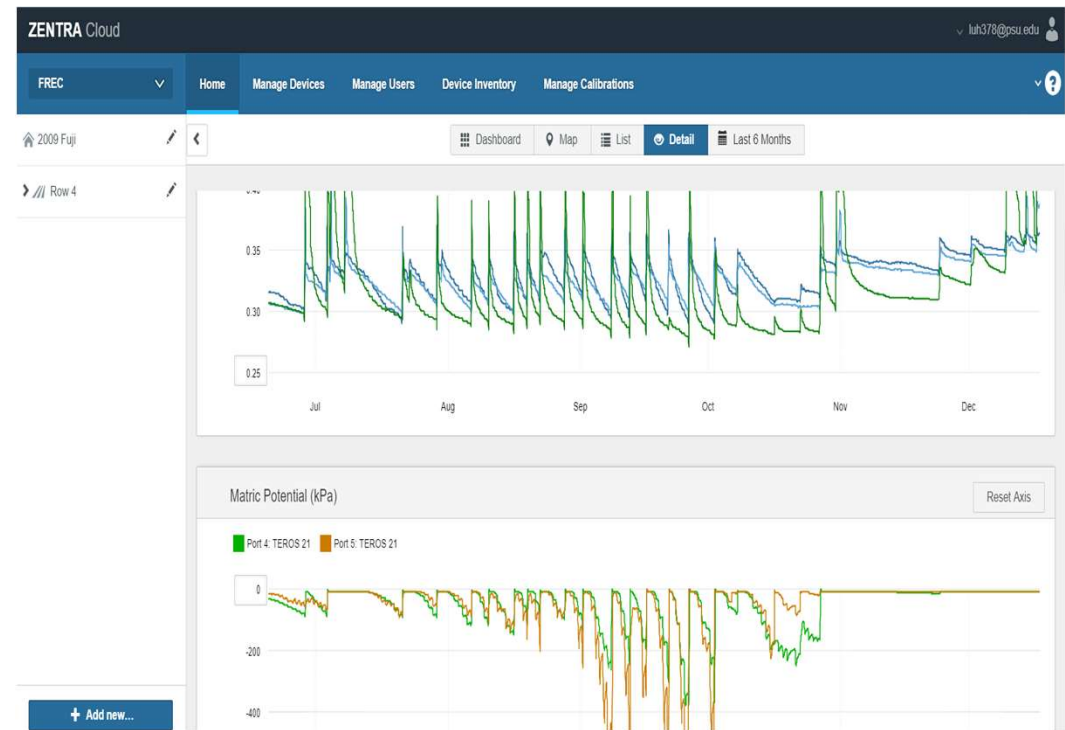 ZENTRA Cloud
luh378@psu.edu
FREC
Home Manage Devices Manage Users Device Inventory Manage Calibrations
?
2009 Fuji
Dashboard Map List Detail Last 6 Months
Row 4
0.35
0.30
0.25
Jul Aug Sep Oct Nov Dec
Matric Potential (kPa)
Reset Axis
Port 4: TEROS 21 Port 5: TEROS 21
0
-200
-400
+ Add new...